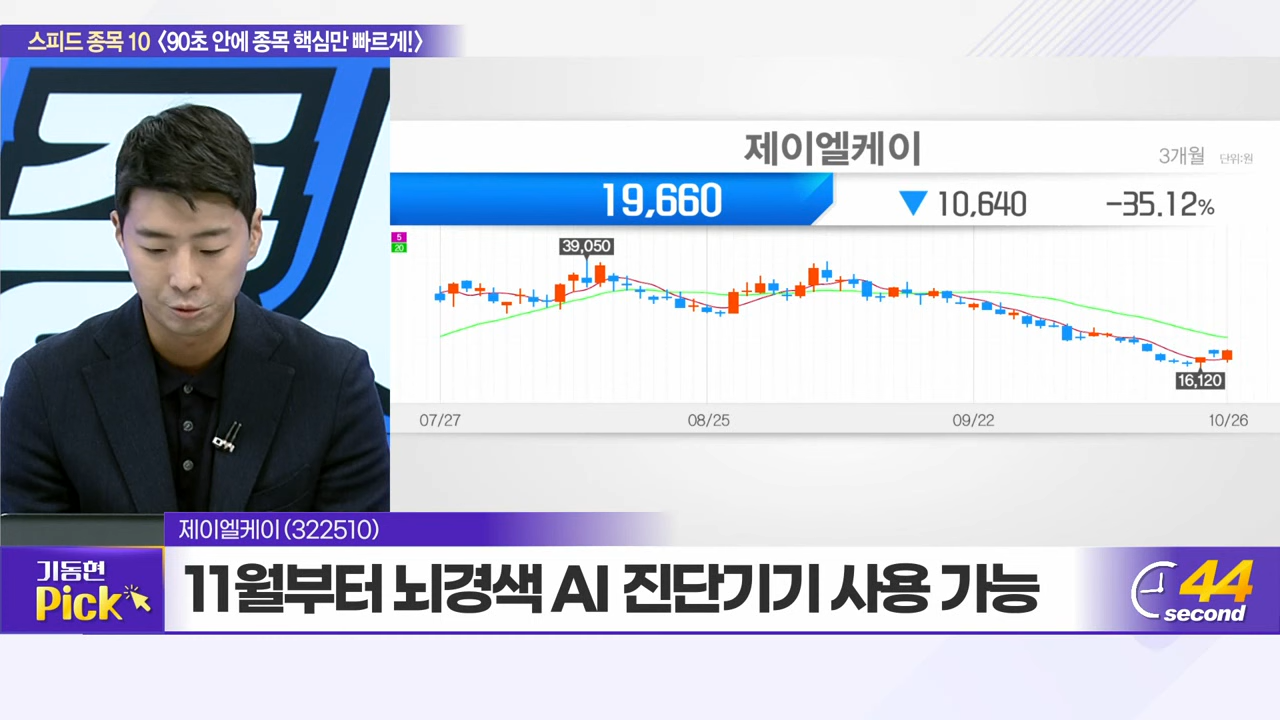 스피드 종목 10 <90초 안에 종목 핵심만 빠르게!>
제이엘케이
3개월 단위:원
19,660 ▼ 10,640 -35.12%
5
20
39,050
16,120
07/27 08/25 09/22 10/26
제이엘케이 (322510)
기동현
Pick
11월부터 뇌경색 AI 진단기기 사용 가능
44
second